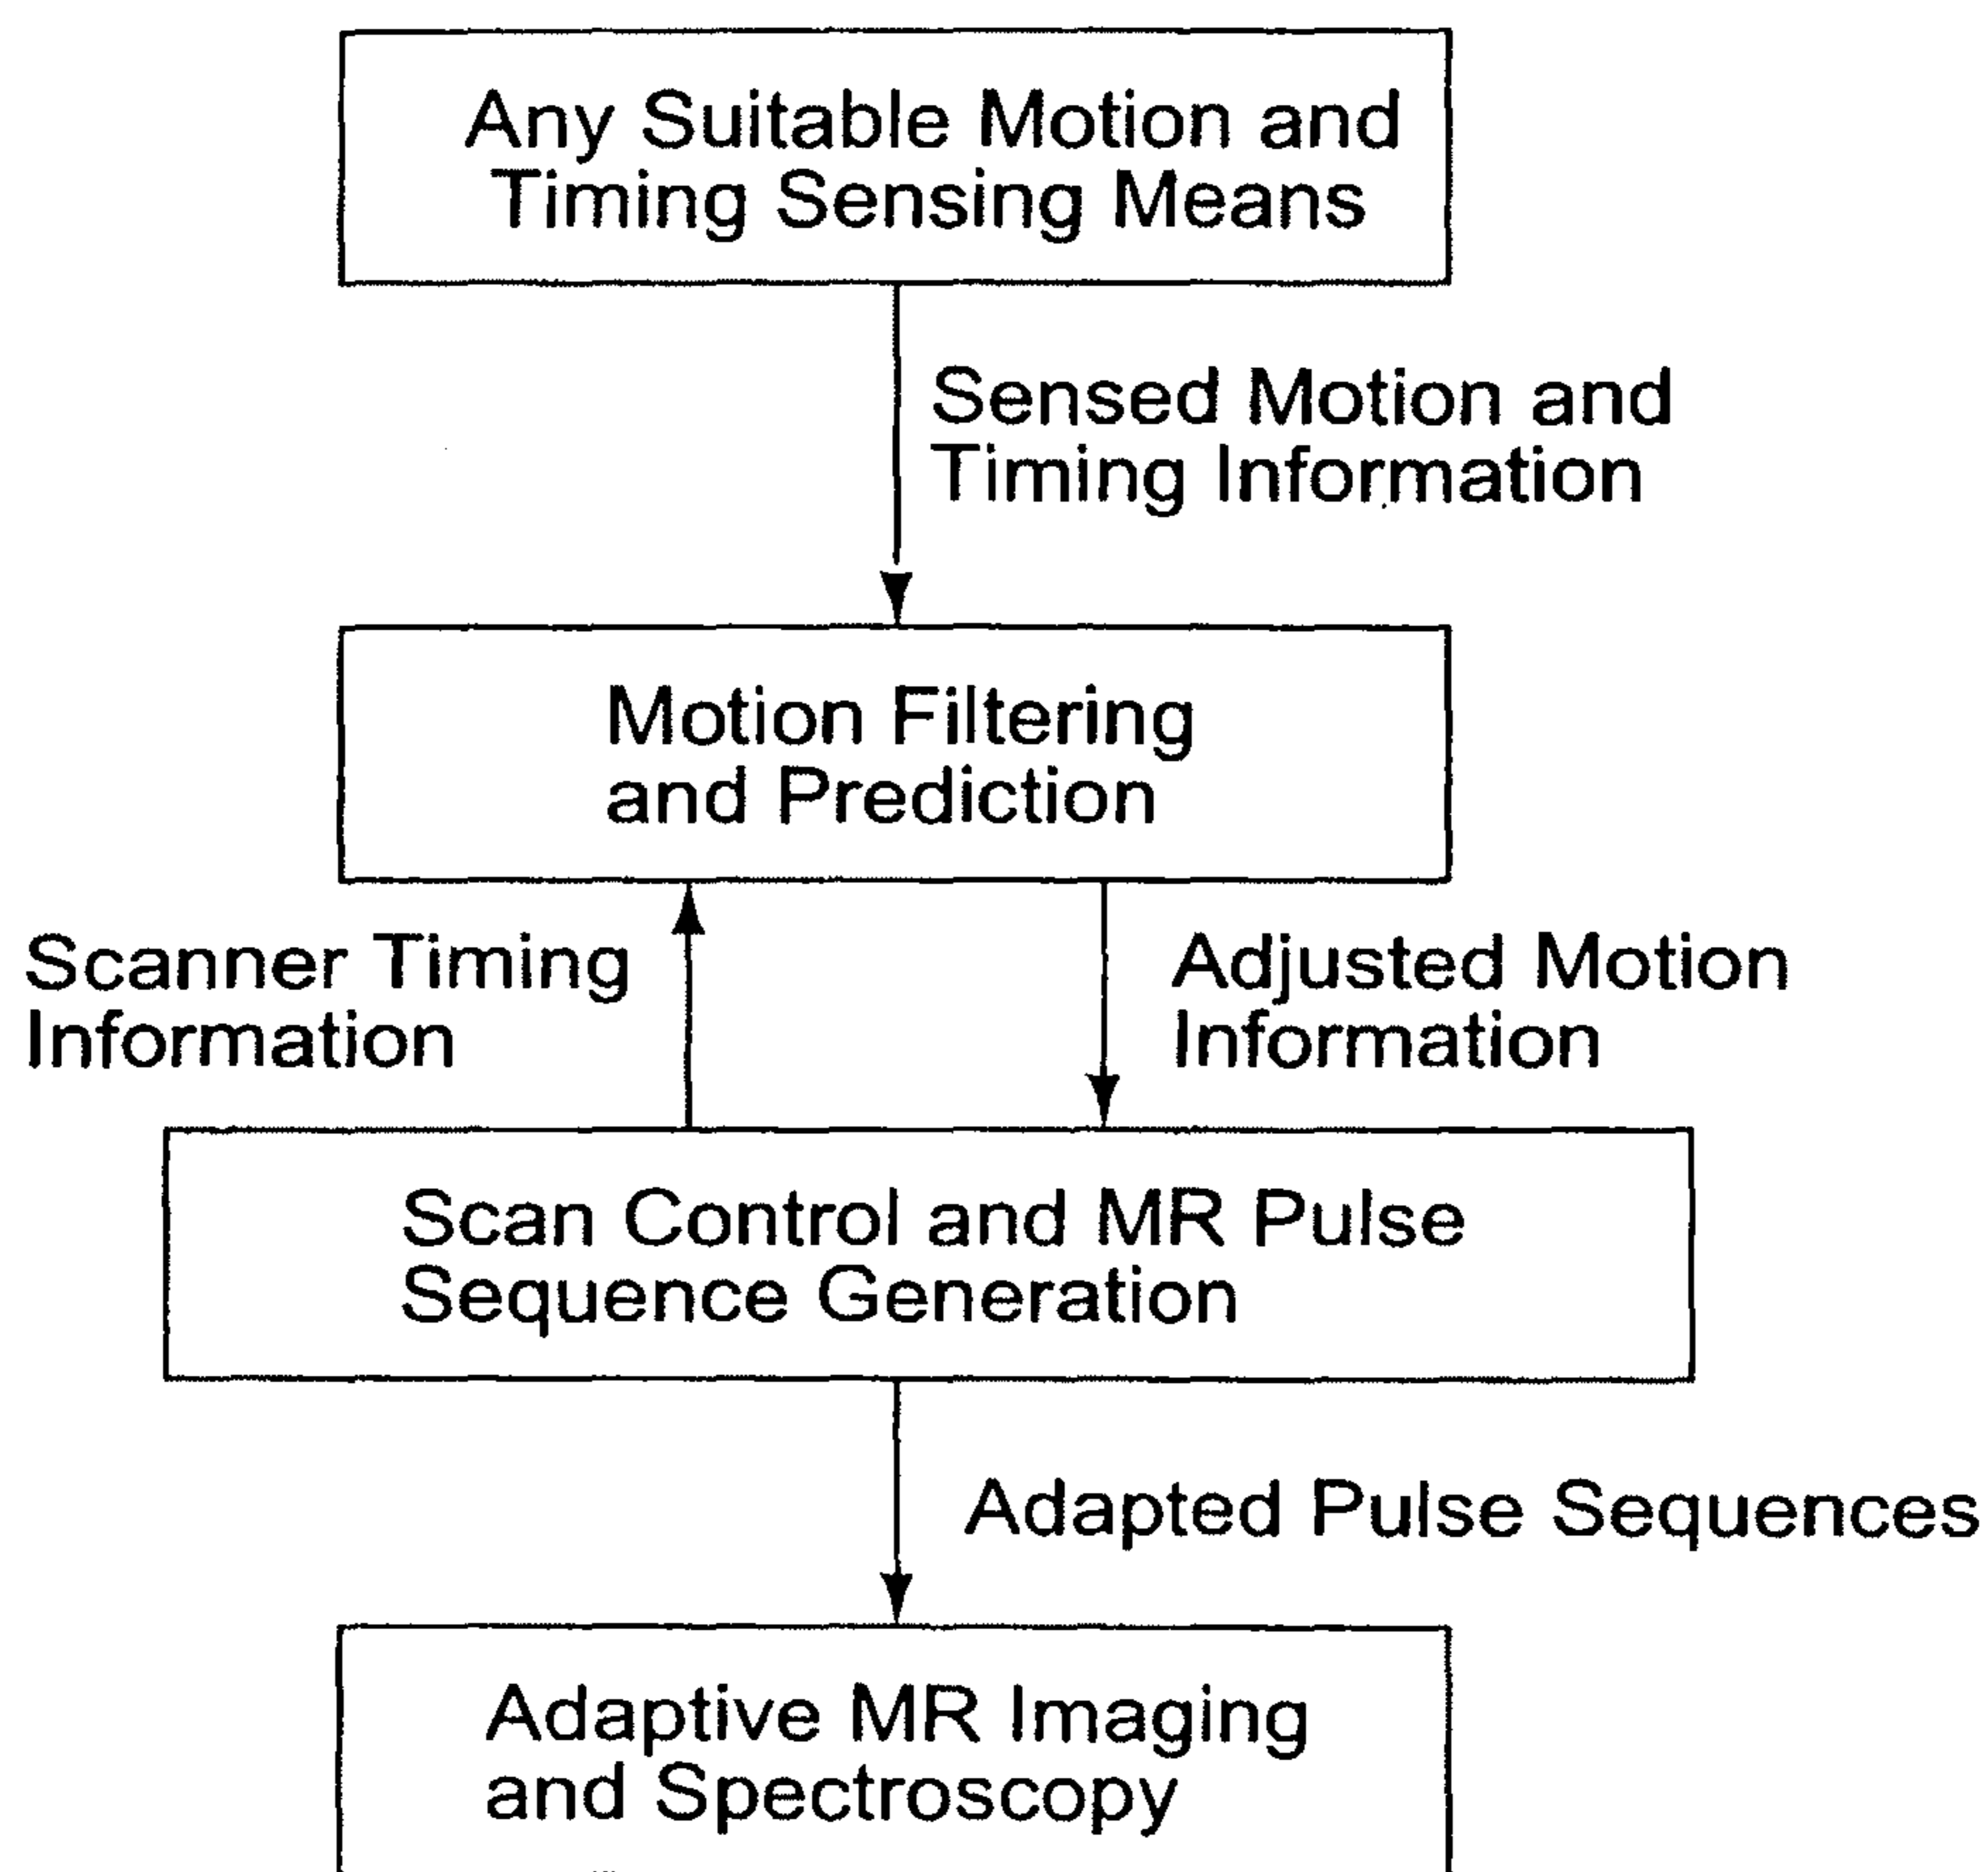 Any Suitable Motion and
Timing Sensing Means
Sensed Motion and
Timing Information
Motion Filtering
and Prediction
Scanner Timing
Information
Adjusted Motion
Information
Scan Control and MR Pulse
Sequence Generation
Adapted Pulse Sequences
Adaptive MR Imaging
and Spectroscopy